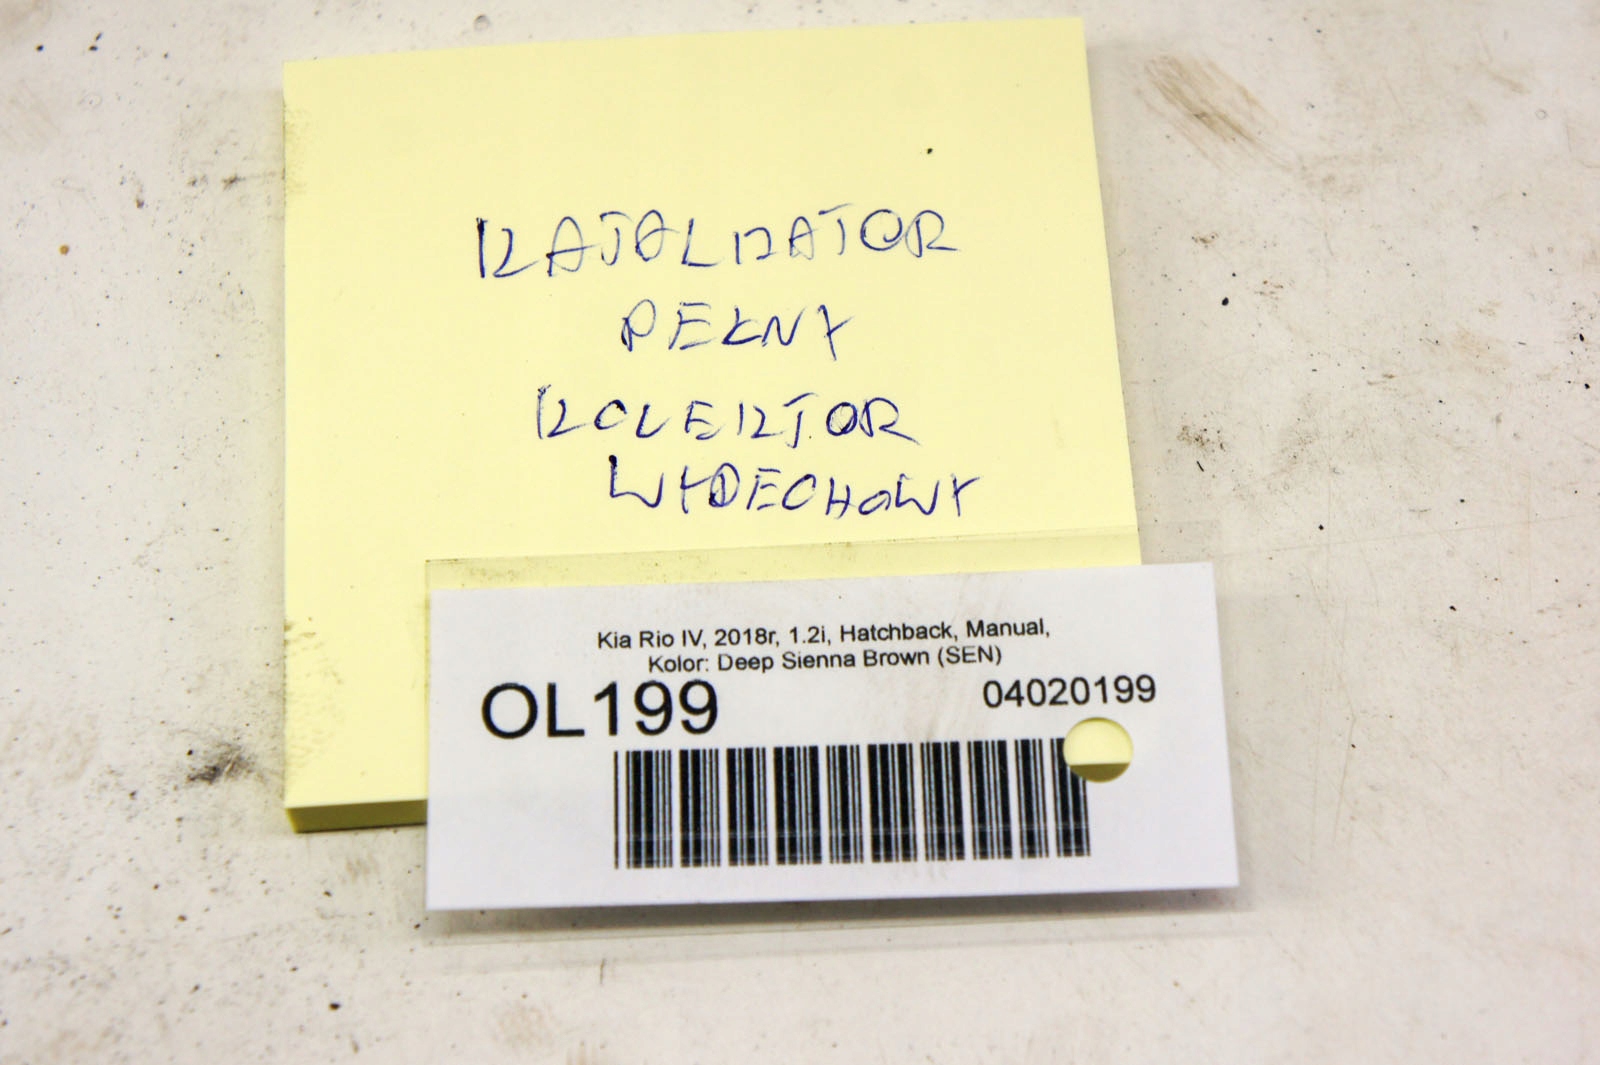 KATALIZATOR
PEŁNY
KOLEKTOR
WYDECHOWY
Kia Rio IV, 2018r, 1.2i, Hatchback, Manual,
Kolor: Deep Sienna Brown (SEN)
OL199
04020199